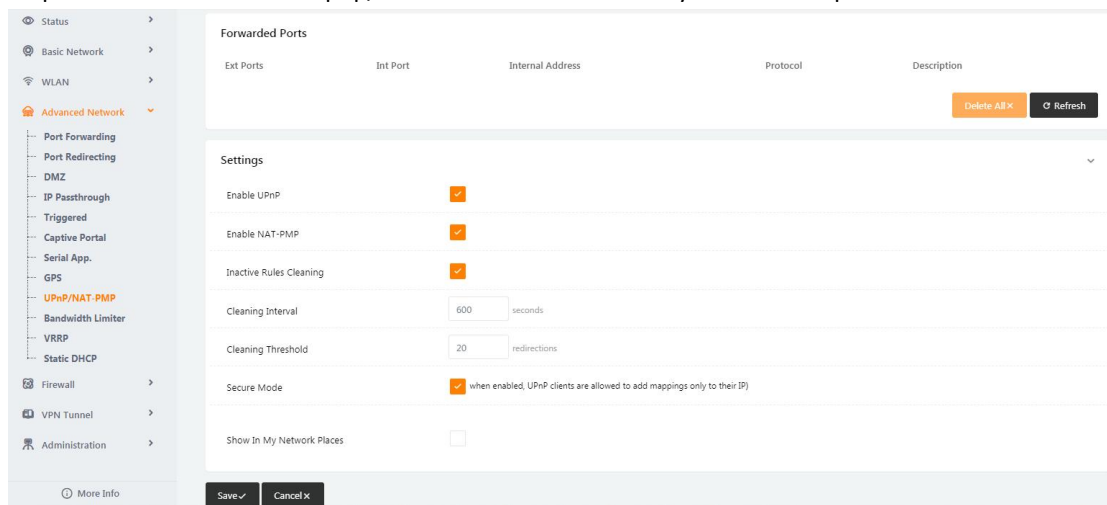 Status
Basic Network
WLAN
Advanced Network
Port Forwarding
Port Redirecting
DMZ
IP Passthrough
Triggered
Captive Portal
Serial App.
GPS
UPnP/NAT-PMP
Bandwidth Limiter
VRRP
Static DHCP
Firewall
VPN Tunnel
Administration
More Info
Forwarded Ports
Ext Ports Int Port Internal Address Protocol Description
Delete All Refresh
Settings
Enable UPnP
Enable NAT-PMP
Inactive Rules Cleaning
Cleaning Interval 600 seconds
Cleaning Threshold 20 redirections
Secure Mode when enabled, UPnP clients are allowed to add mappings only to their IP)
Show In My Network Places
Save Cancel